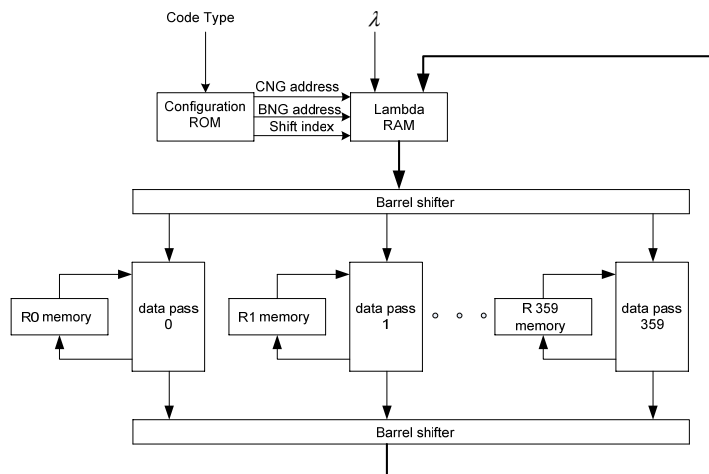 Code Type
λ
CNG address
Configuration
ROM
BNG address
Lambda
RAM
Shift index
Barrel shifter
R0 memory
data pass
0
R1 memory
data pass
1
R 359
memory
data pass
359
Barrel shifter